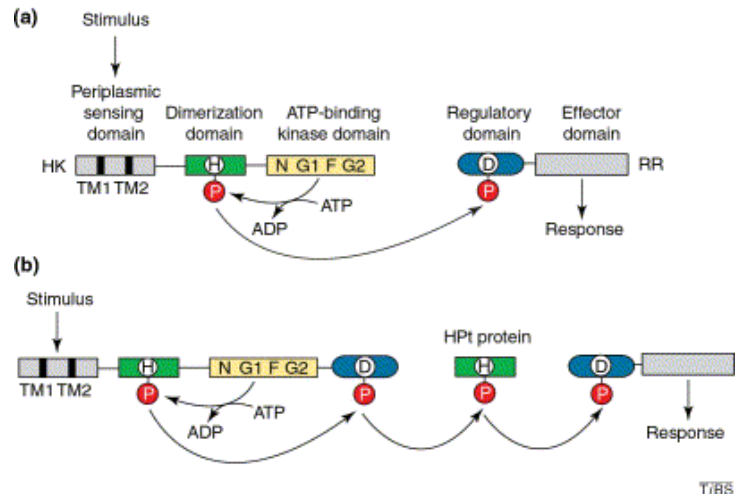 (a)
Stimulus
Periplasmic
sensing
domain
Dimerization
domain
ATP-binding
kinase domain
Regulatory
domain
Effector
domain
HK
H
N G1 F G2
D
RR
TM1 TM2
P
P
ATP
ADP
Response
(b)
Stimulus
HPt protein
H
N G1 F G2
D
H
D
TM1 TM2
P
P
P
P
ATP
ADP
Response
TiBS